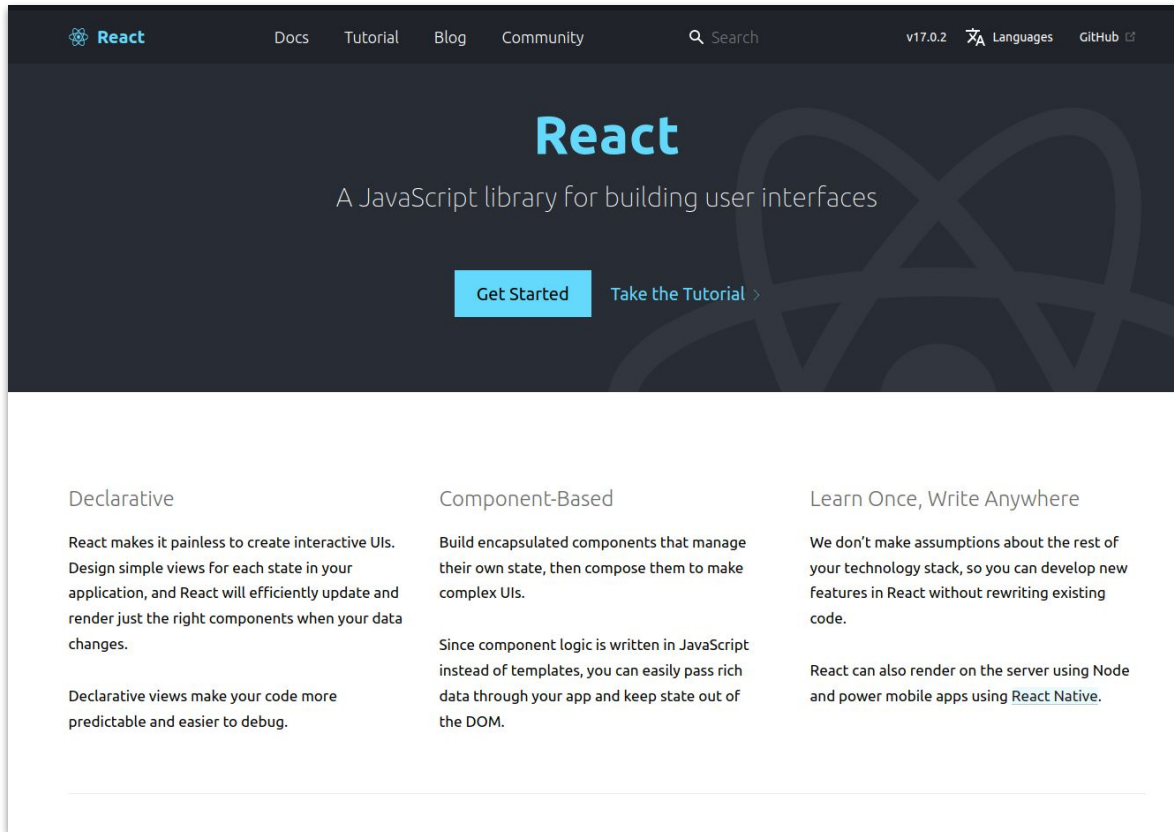 React
Docs
Tutorial
Blog
Community
Search
v17.0.2
Languages
GitHub
React
A JavaScript library for building user interfaces
Get Started
Take the Tutorial
Declarative
React makes it painless to create interactive UIs.
Design simple views for each state in your
application, and React will efficiently update and
render just the right components when your data
changes.
Declarative views make your code more
predictable and easier to debug.
Component-Based
Build encapsulated components that manage
their own state, then compose them to make
complex UIs.
Since component logic is written in JavaScript
instead of templates, you can easily pass rich
data through your app and keep state out of
the DOM.
Learn Once, Write Anywhere
We don’t make assumptions about the rest of
your technology stack, so you can develop new
features in React without rewriting existing
code.
React can also render on the server using Node
and power mobile apps using React Native.